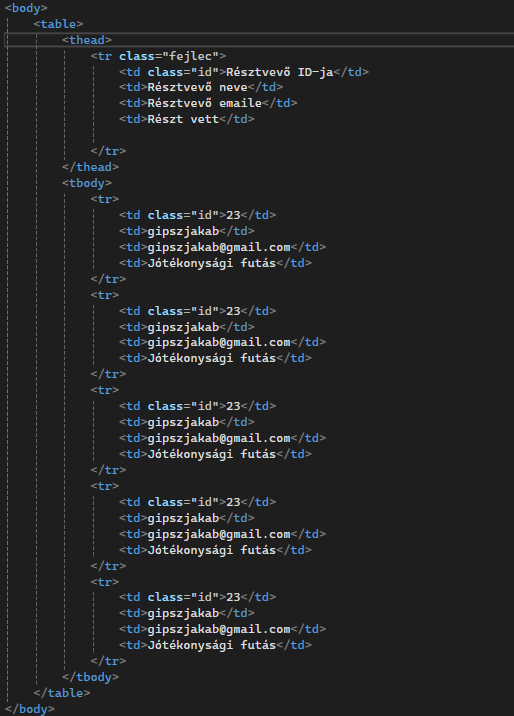 <body>
<table>
<thead>
<tr class="fejlec">
<td class="id">Résztvevő ID-ja</td>
<td>Résztvevő neve</td>
<td>Résztvevő emaile</td>
<td>Részt vett</td>
</tr>
</thead>
<tbody>
<tr>
<td class="id">23</td>
<td>gipszjakab</td>
<td>gipszjakab@gmail.com</td>
<td>Jótékonysági futás</td>
</tr>
<tr>
<td class="id">23</td>
<td>gipszjakab</td>
<td>gipszjakab@gmail.com</td>
<td>Jótékonysági futás</td>
</tr>
<tr>
<td class="id">23</td>
<td>gipszjakab</td>
<td>gipszjakab@gmail.com</td>
<td>Jótékonysági futás</td>
</tr>
<tr>
<td class="id">23</td>
<td>gipszjakab</td>
<td>gipszjakab@gmail.com</td>
<td>Jótékonysági futás</td>
</tr>
<tr>
<td class="id">23</td>
<td>gipszjakab</td>
<td>gipszjakab@gmail.com</td>
<td>Jótékonysági futás</td>
</tr>
</tbody>
</table>
</body>